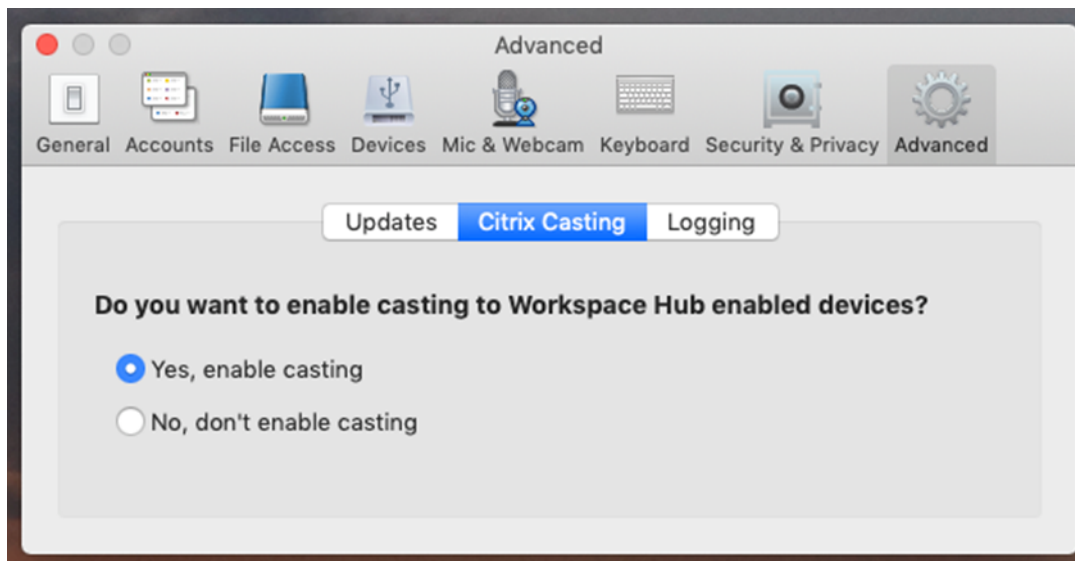 Advanced
General Accounts File Access Devices Mic & Webcam Keyboard Security & Privacy Advanced
Updates Citrix Casting Logging
Do you want to enable casting to Workspace Hub enabled devices?
Yes, enable casting
No, don't enable casting